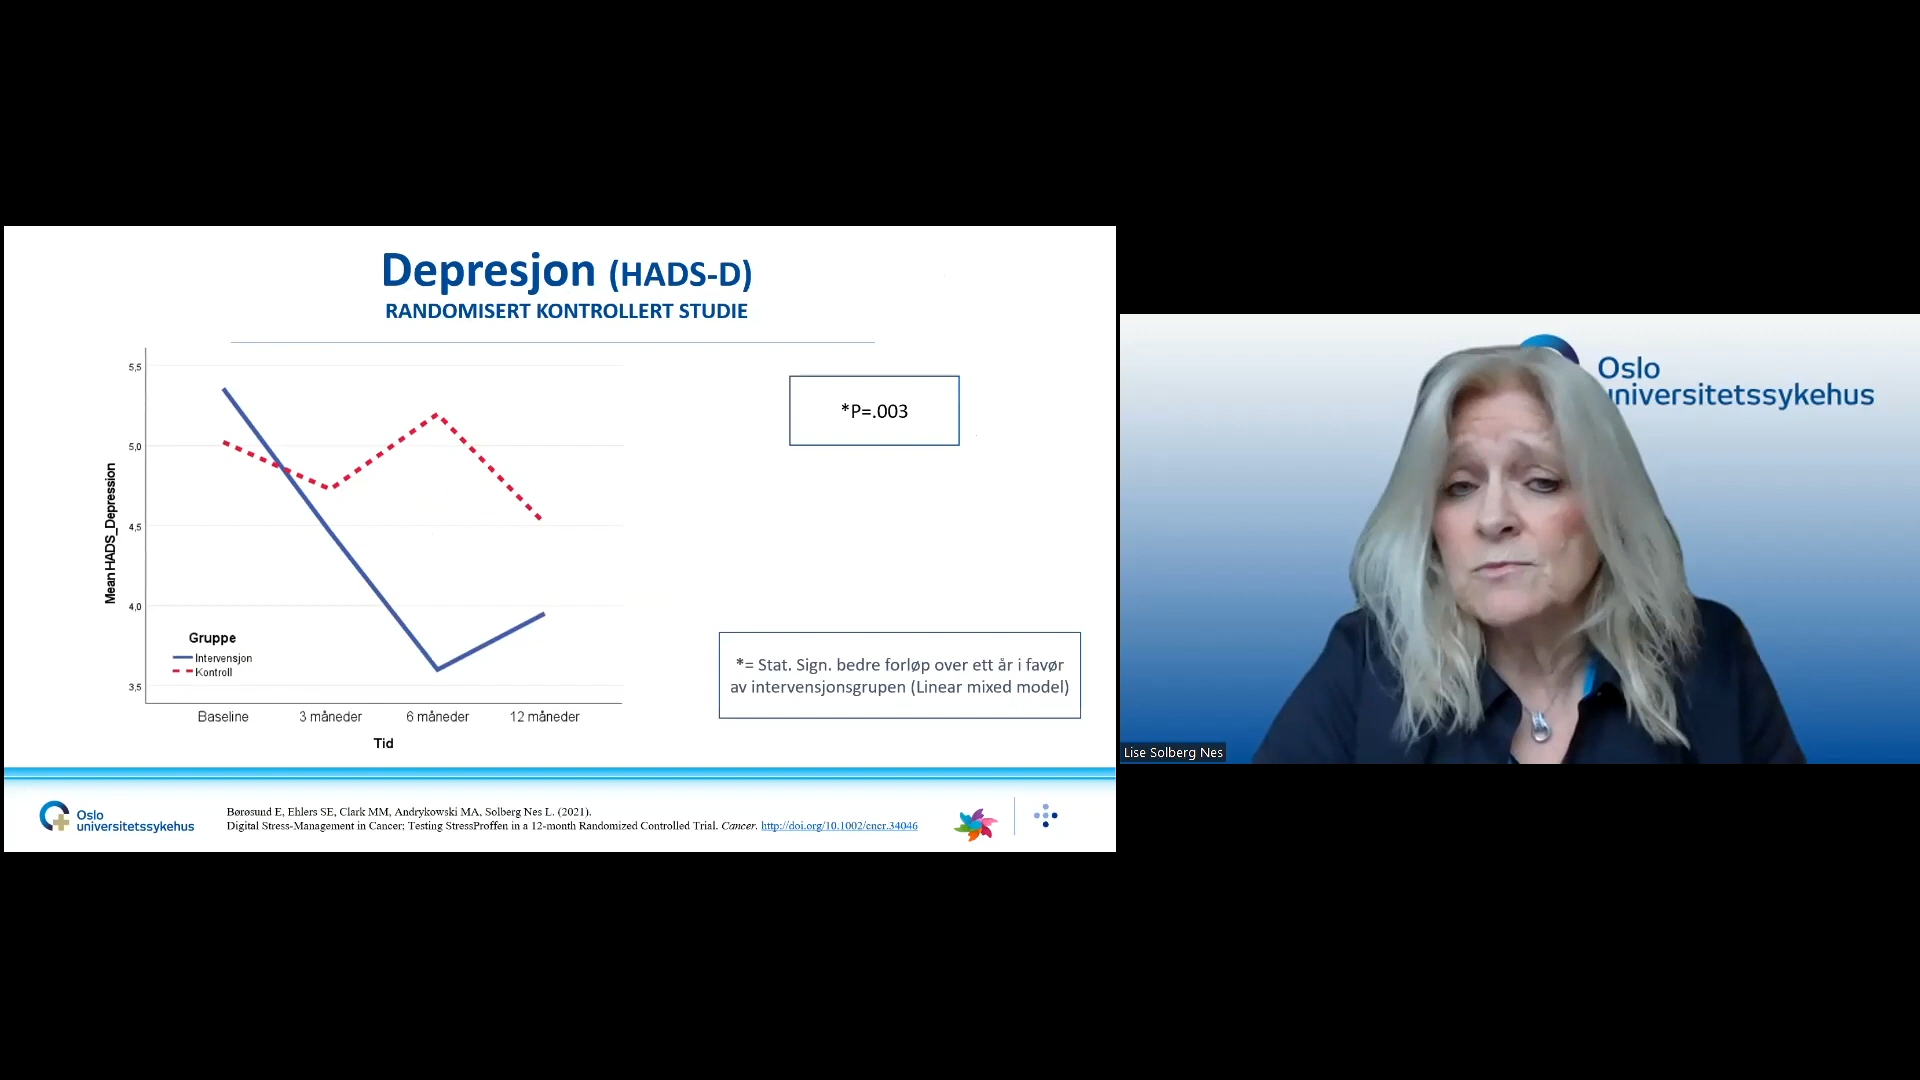 Depresjon (HADS-D)
RANDOMISERT KONTROLLERT STUDIE
5,5
5,0
4,5
4,0
3,5
Mean HADS_Depression
Gruppe
Intervensjon
Kontroll
Baseline
3 måneder
6 måneder
12 måneder
Tid
*P=.003
*= Stat. Sign. bedre forløp over ett år i favør
av intervensjonsgrupen (Linear mixed model)
Oslo
universitetssykehus
Børøsund E, Ehlers SE, Clark MM, Andrykowski MA, Solberg Nes L. (2021).
Digital Stress-Management in Cancer: Testing StressProffen in a 12-month Randomized Controlled Trial. Cancer. http://doi.org/10.1002/cncr.34046
Oslo
universitetssykehus
Lise Solberg Nes